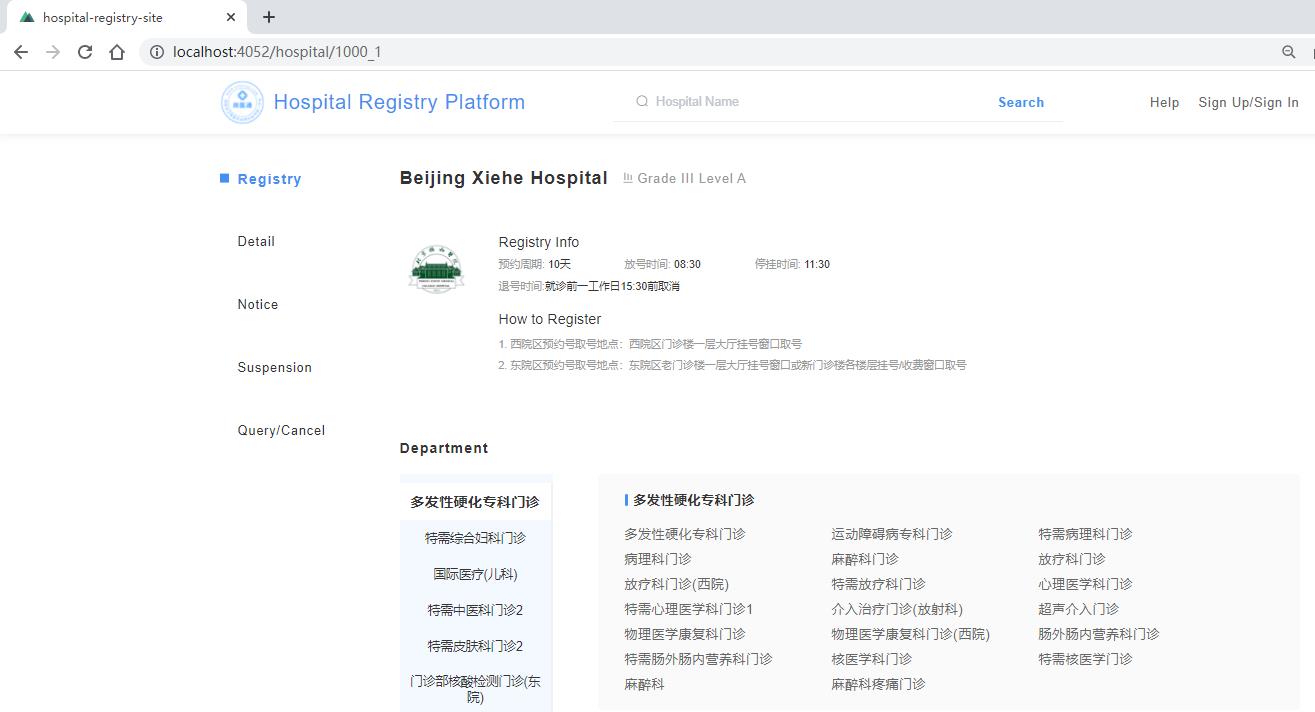 hospital-registry-site
localhost:4052/hospital/1000_1
Hospital Registry Platform
Hospital Name
Search
Help
Sign Up/Sign In
Registry
Detail
Notice
Suspension
Query/Cancel
Beijing Xiehe Hospital
Grade III Level A
Registry Info
预约周期: 10天 放号时间: 08:30 停挂时间: 11:30
退号时间:就诊前一工作日15:30前取消
How to Register
1. 西院区预约号取号地点：西院区门诊楼一层大厅挂号窗口取号
2. 东院区预约号取号地点：东院区老门诊楼一层大厅挂号窗口或新门诊楼各楼层挂号/收费窗口取号
Department
多发性硬化专科门诊
特需综合妇科门诊
国际医疗(儿科)
特需中医科门诊2
特需皮肤科门诊2
门诊部核酸检测门诊(东
院)
多发性硬化专科门诊
多发性硬化专科门诊 运动障碍病专科门诊 特需病理科门诊
病理科门诊 麻醉科门诊 放疗科门诊
放疗科门诊(西院) 特需放疗科门诊 心理医学科门诊
特需心理医学科门诊1 介入治疗门诊(放射科) 超声介入门诊
物理医学康复科门诊 物理医学康复科门诊(西院) 肠外肠内营养科门诊
特需肠外肠内营养科门诊 核医学科门诊 特需核医学门诊
麻醉科 麻醉科疼痛门诊